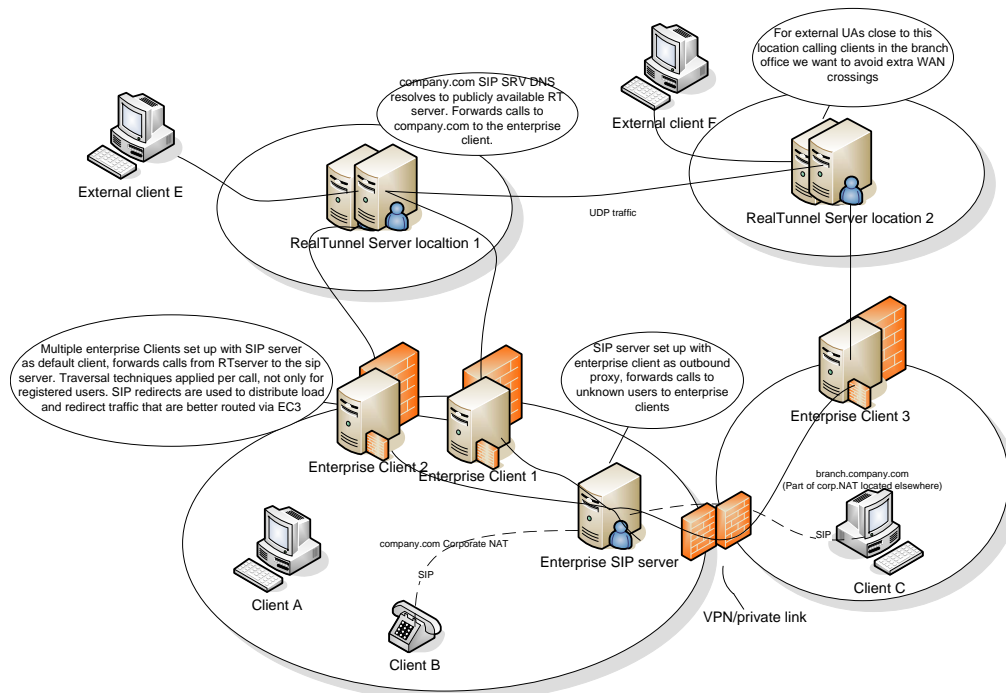 For external UAs close to this
location calling clients in the branch
office we want to avoid extra WAN
crossings
company.com SIP SRV DNS
resolves to publicly available RT
server. Forwards calls to
company.com to the enterprise
client.
External client F
External client E
RealTunnel Server location 2
UDP traffic
RealTunnel Server localtion 1
Multiple enterprise Clients set up with SIP server
as default client, forwards calls from RTserver to the sip
server. Traversal techniques applied per call, not only for
registered users. SIP redirects are used to distribute load
and redirect traffic that are better routed via EC3
SIP server set up with
enterprise client as outbound
proxy, forwards calls to
unknown users to enterprise
clients
Enterprise Client 3
Enterprise Client 2
Enterprise Client 1
branch.company.com
(Part of corp.NAT located elsewhere)
company.com Corporate NAT
SIP
Enterprise SIP server
SIP
Client C
Client A
VPN/private link
Client B